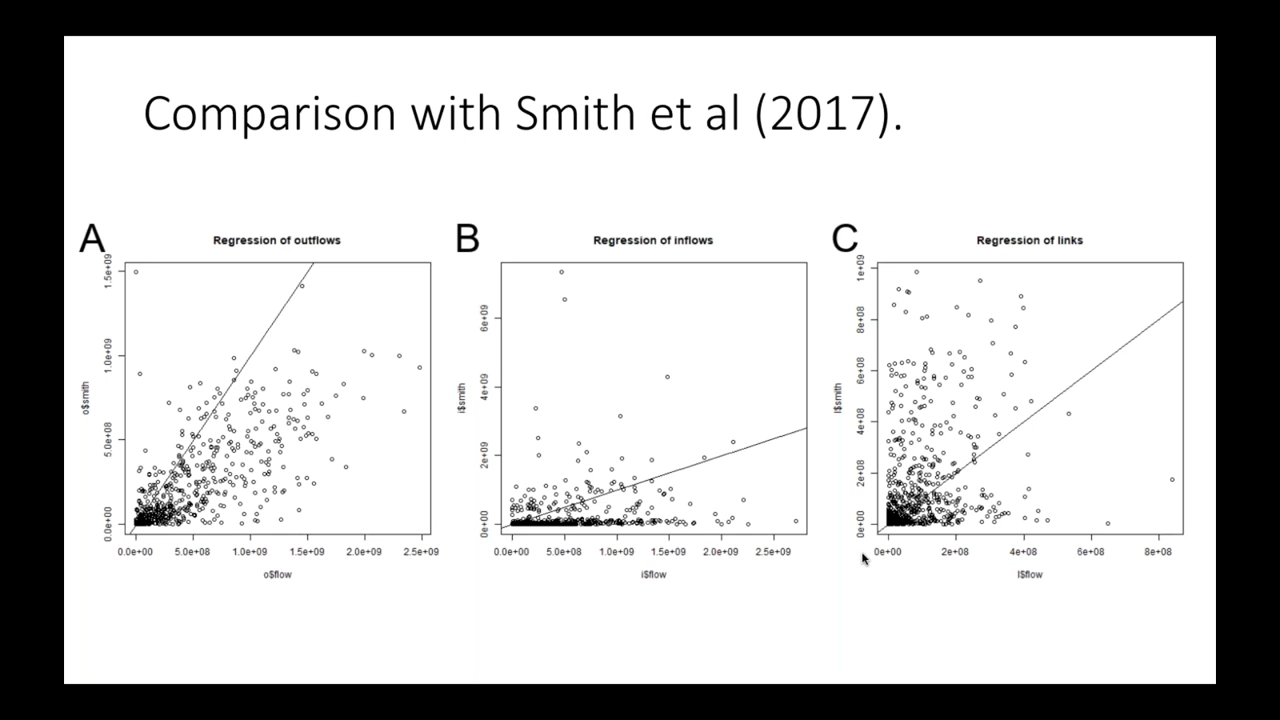 Comparison with Smith et al (2017).
A
Regression of outflows
1.5e+09
1.0e+09
5.0e+08
0.0e+00
o$smith
0.0e+00 5.0e+08 1.0e+09 1.5e+09 2.0e+09 2.5e+09
o$flow
B
Regression of inflows
6e+09
4e+09
2e+09
0e+00
i$smith
0.0e+00 5.0e+08 1.0e+09 1.5e+09 2.0e+09 2.5e+09
i$flow
C
Regression of links
1e+09
8e+08
6e+08
4e+08
2e+08
0e+00
l$smith
0e+00 2e+08 4e+08 6e+08 8e+08
l$flow